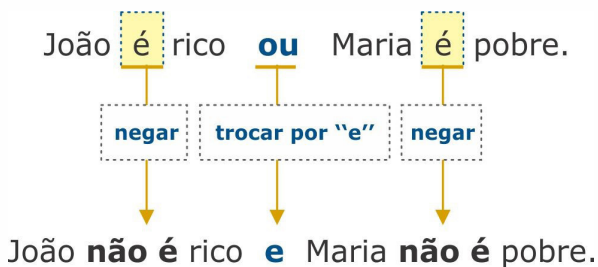 João é rico ou Maria é pobre.
negar trocar por ‘‘e’’ negar
João não é rico e Maria não é pobre.